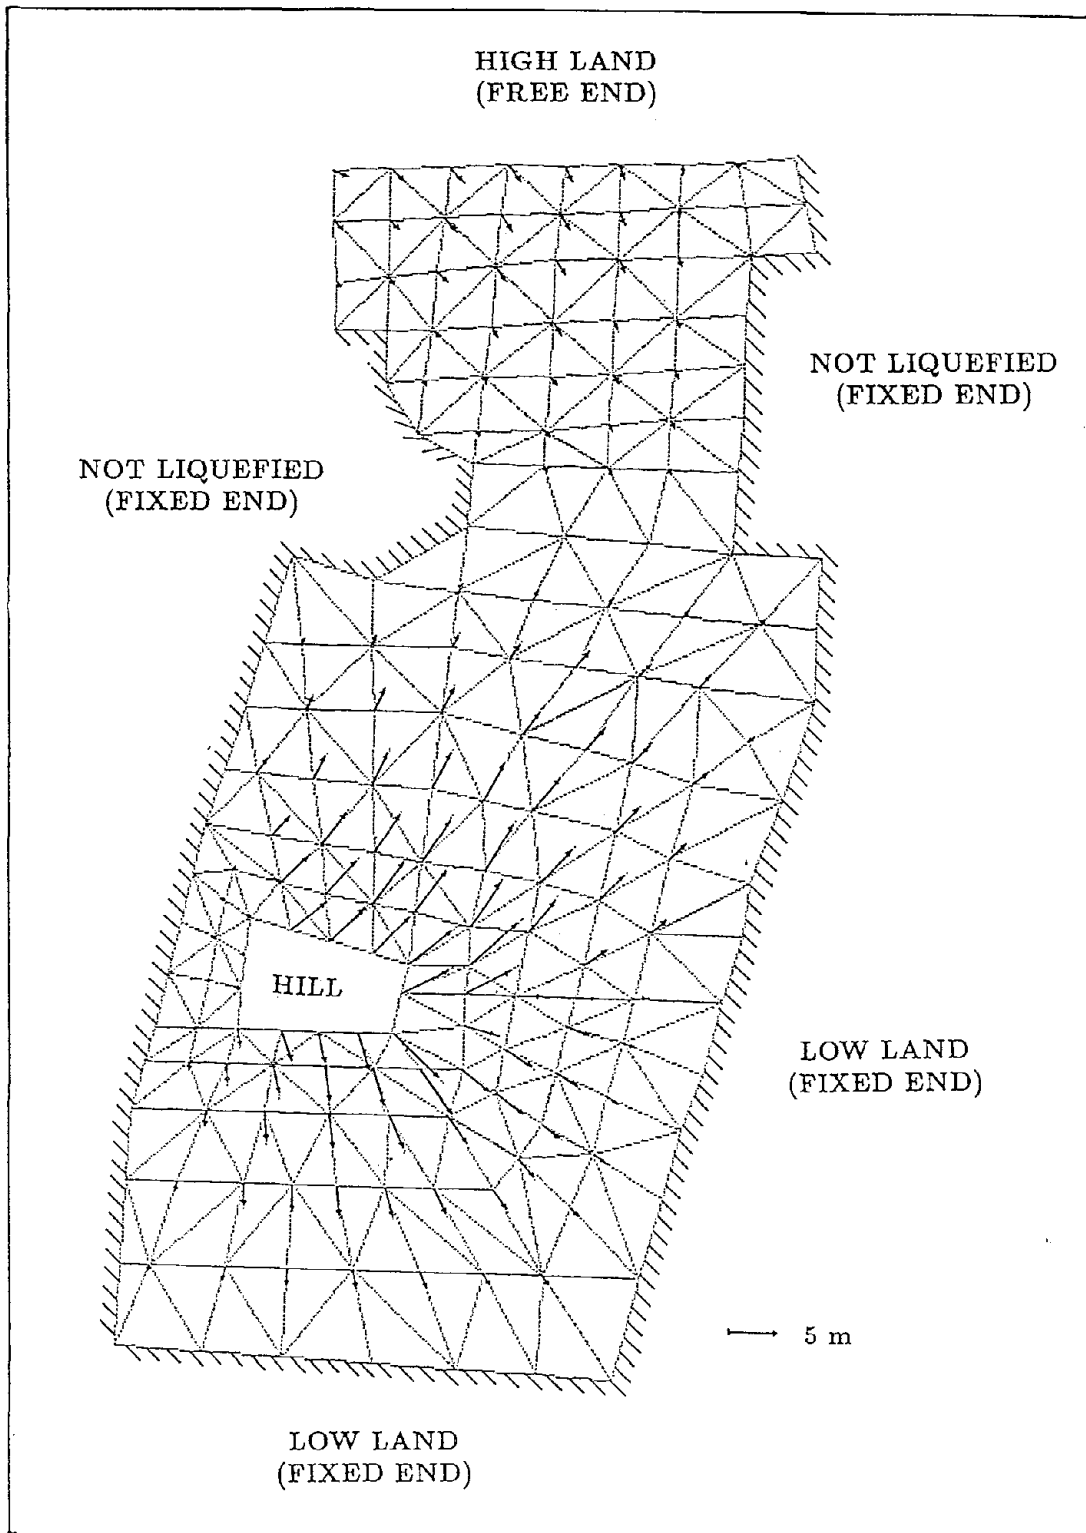 HIGH LAND
(FREE END)
NOT LIQUEFIED
(FIXED END)
NOT LIQUEFIED
(FIXED END)
HILL
LOW LAND
(FIXED END)
5 m
LOW LAND
(FIXED END)